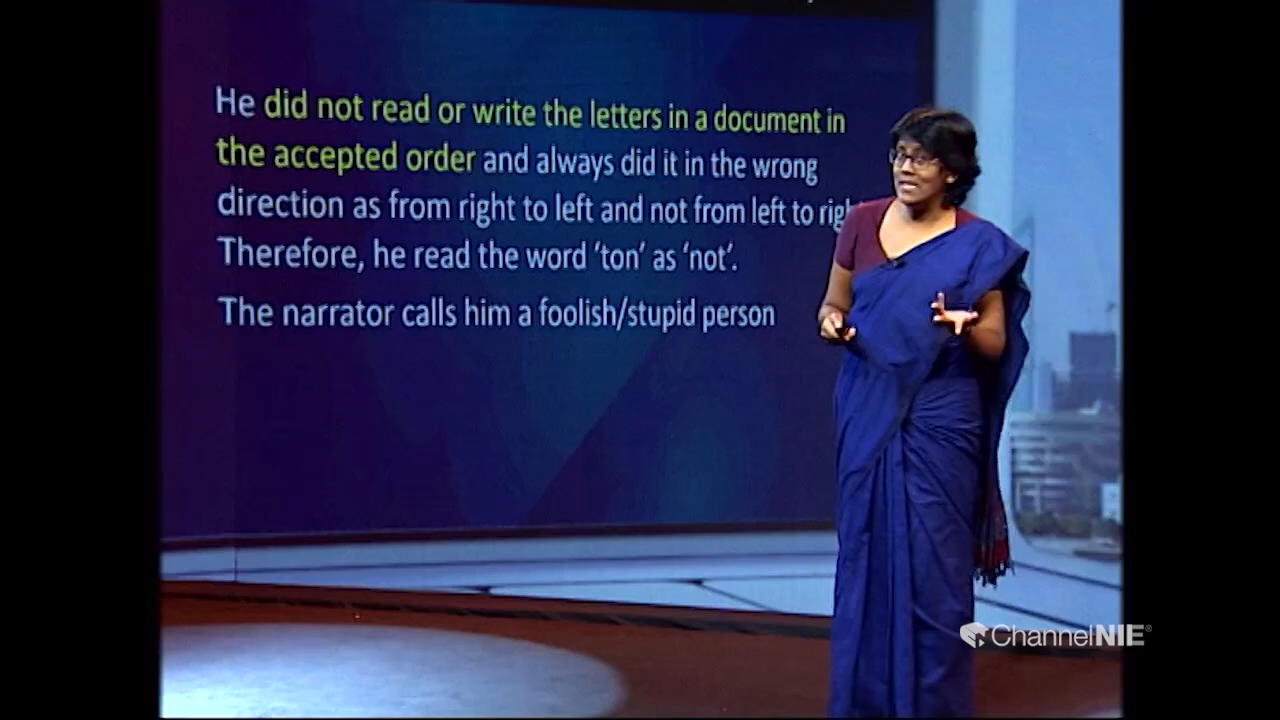 He did not read or write the letters in a document in
the accepted order and always did it in the wrong
direction as from right to left and not from left to
Therefore, he read the word ‘ton’ as ‘not’.
The narrator calls him a foolish/stupid person
ChannelNIE®